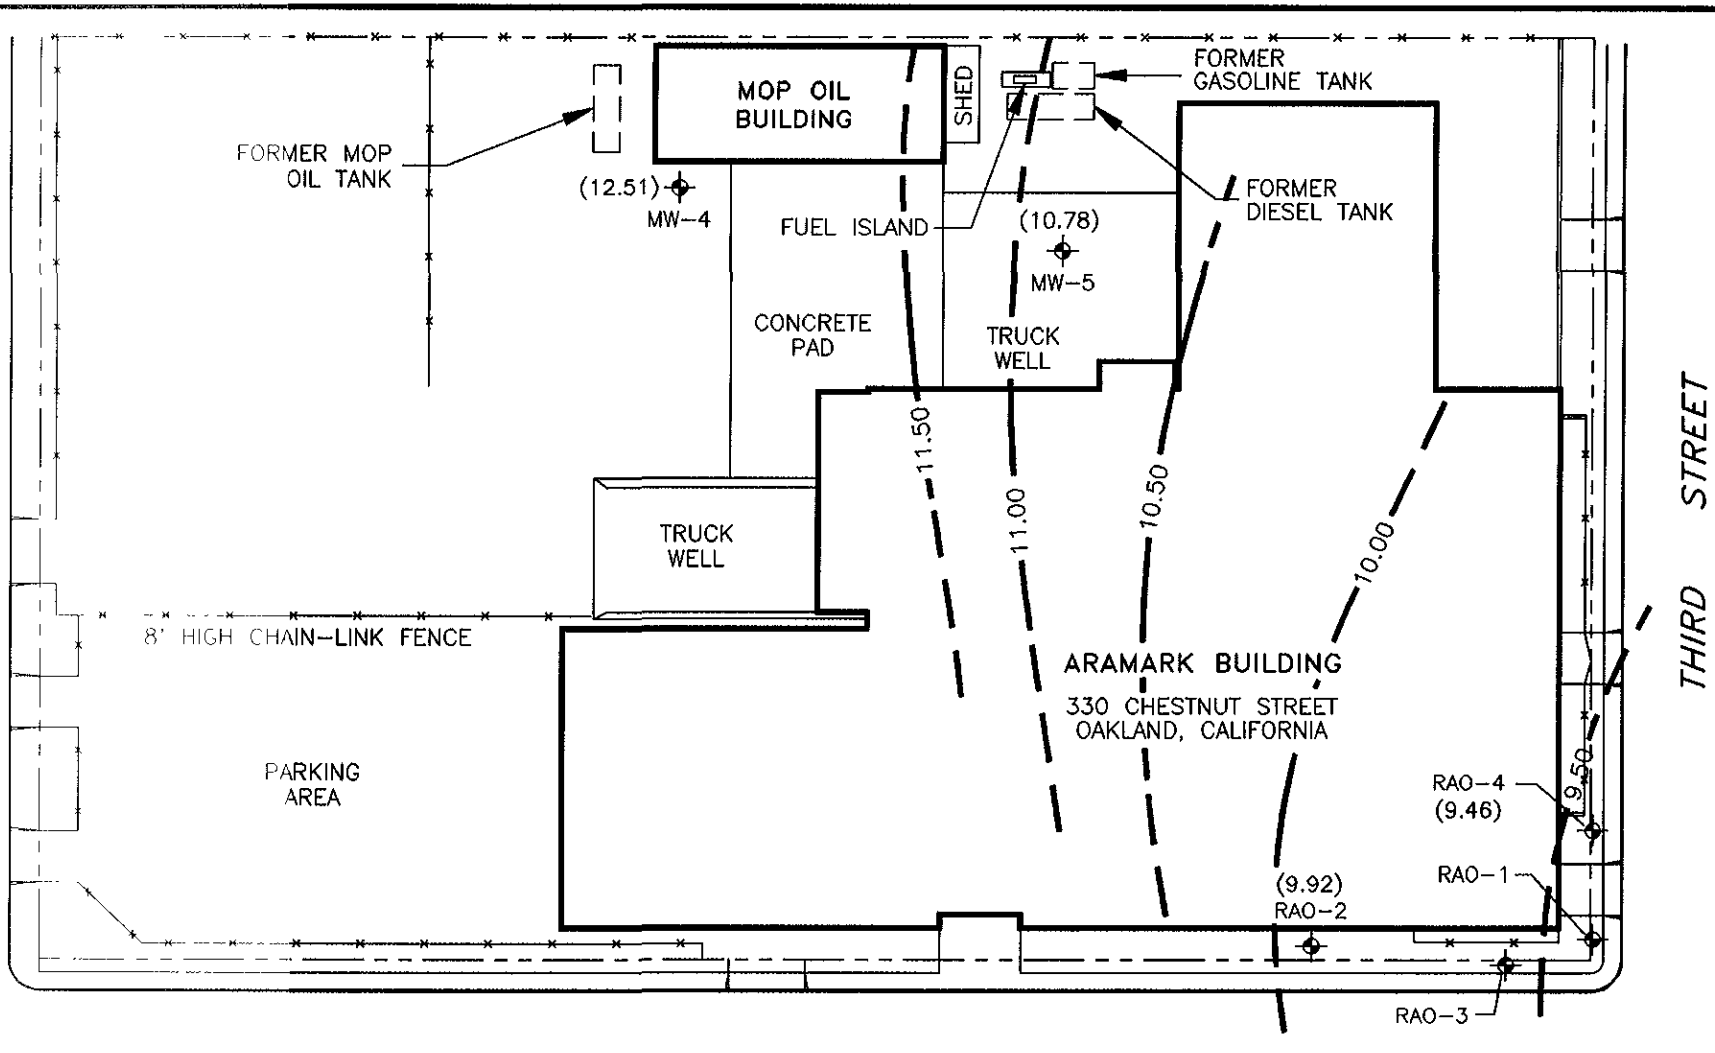 FORMER
GASOLINE TANK
MOP OIL
BUILDING
SHED
FORMER MOP
OIL TANK
(12.51)
MW-4
FUEL ISLAND
(10.78)
MW-5
FORMER
DIESEL TANK
CONCRETE
PAD
TRUCK
WELL
11.50
11.00
10.50
10.00
TRUCK
WELL
8' HIGH CHAIN-LINK FENCE
ARAMARK BUILDING
330 CHESTNUT STREET
OAKLAND, CALIFORNIA
THIRD STREET
PARKING
AREA
9.50
RAO-4
(9.46)
RAO-1
(9.92)
RAO-2
RAO-3